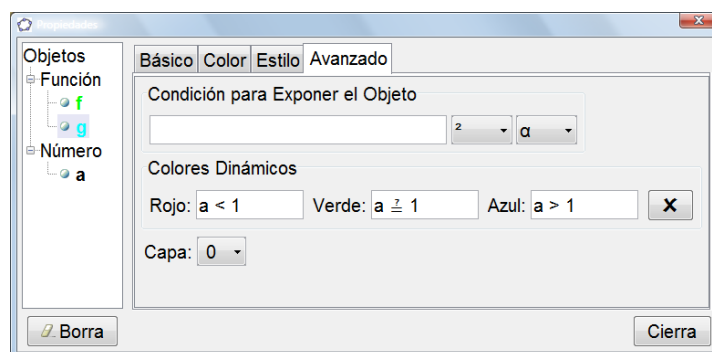 Propiedades
Objetos
Función
f
g
Número
a
Básico Color Estilo Avanzado
Condición para Exponer el Objeto
² α
Colores Dinámicos
Rojo: a < 1 Verde: a ≟ 1 Azul: a > 1 X
Capa: 0
Borra
Cierra